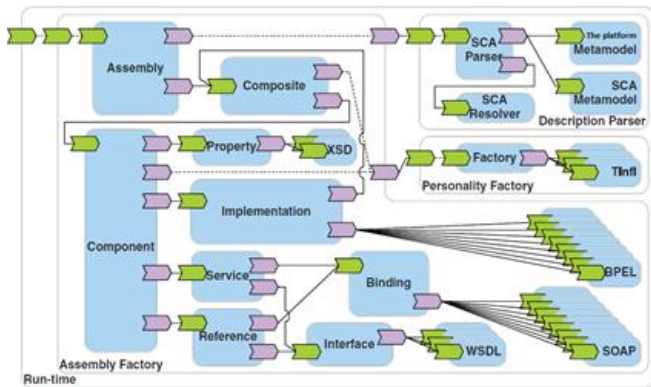 Assembly
Composite
SCA
Parser
The platform
Metamodel
SCA
Metamodel
SCA
Resolver
Description Parser
Property
XSD
Factory
Personality Factory
Implementation
Component
BPEL
Service
Binding
Reference
Interface
WSDL
SOAP
Assembly Factory
Run-time